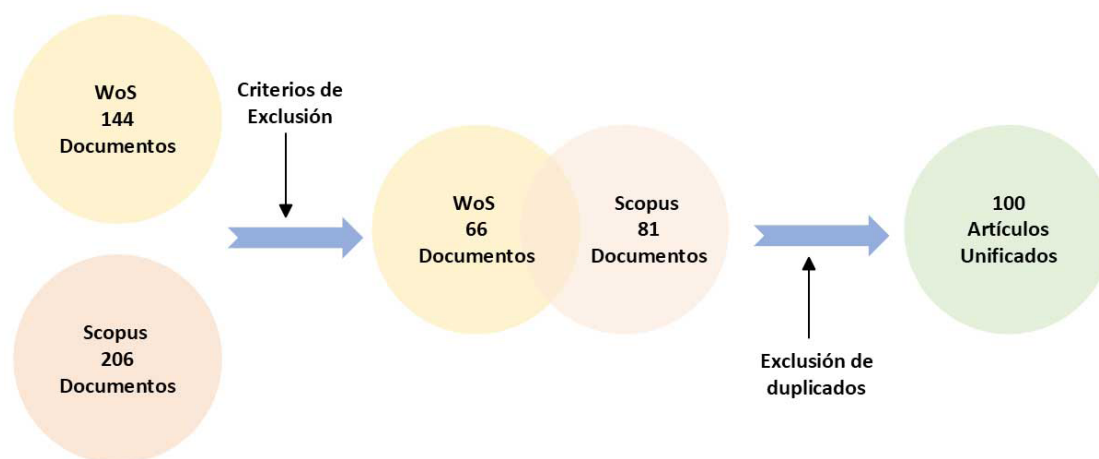 WoS
144
Documentos
Criterios de
Exclusión
Scopus
206
Documentos
WoS
66
Documentos
Scopus
81
Documentos
Exclusión de
duplicados
100
Artículos
Unificados